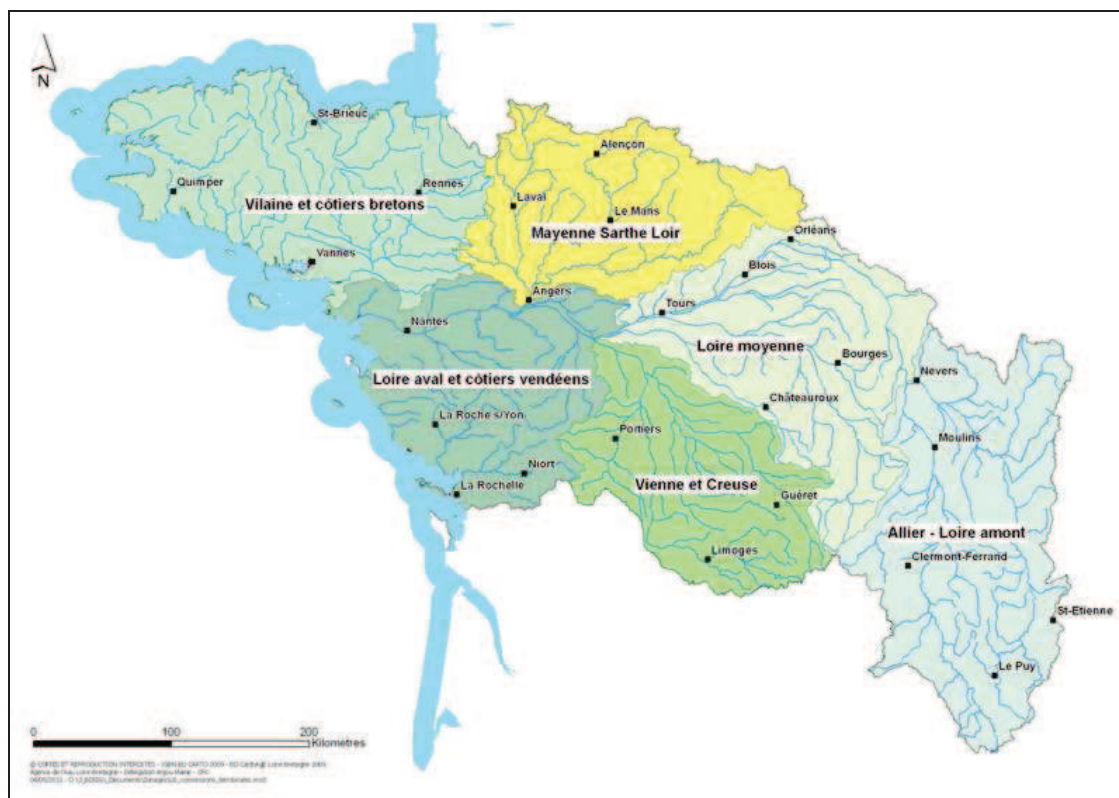 N
St-Brieuc
Alençon
Quimper
Rennes
Laval
Vilaine et côtiers bretons
Le Mans
Mayenne Sarthe Loir
Orléans
Vannes
Blois
Angers
Tours
Nantes
Loire moyenne
Bourges
Nevers
Loire aval et côtiers vendéens
Châteauroux
La Roche s/Yon
Poitiers
Moulins
Niort
La Rochelle
Vienne et Creuse
Guéret
Allier - Loire amont
Limoges
Clermont-Ferrand
St-Etienne
Le Puy
0 100 200
Kilomètres